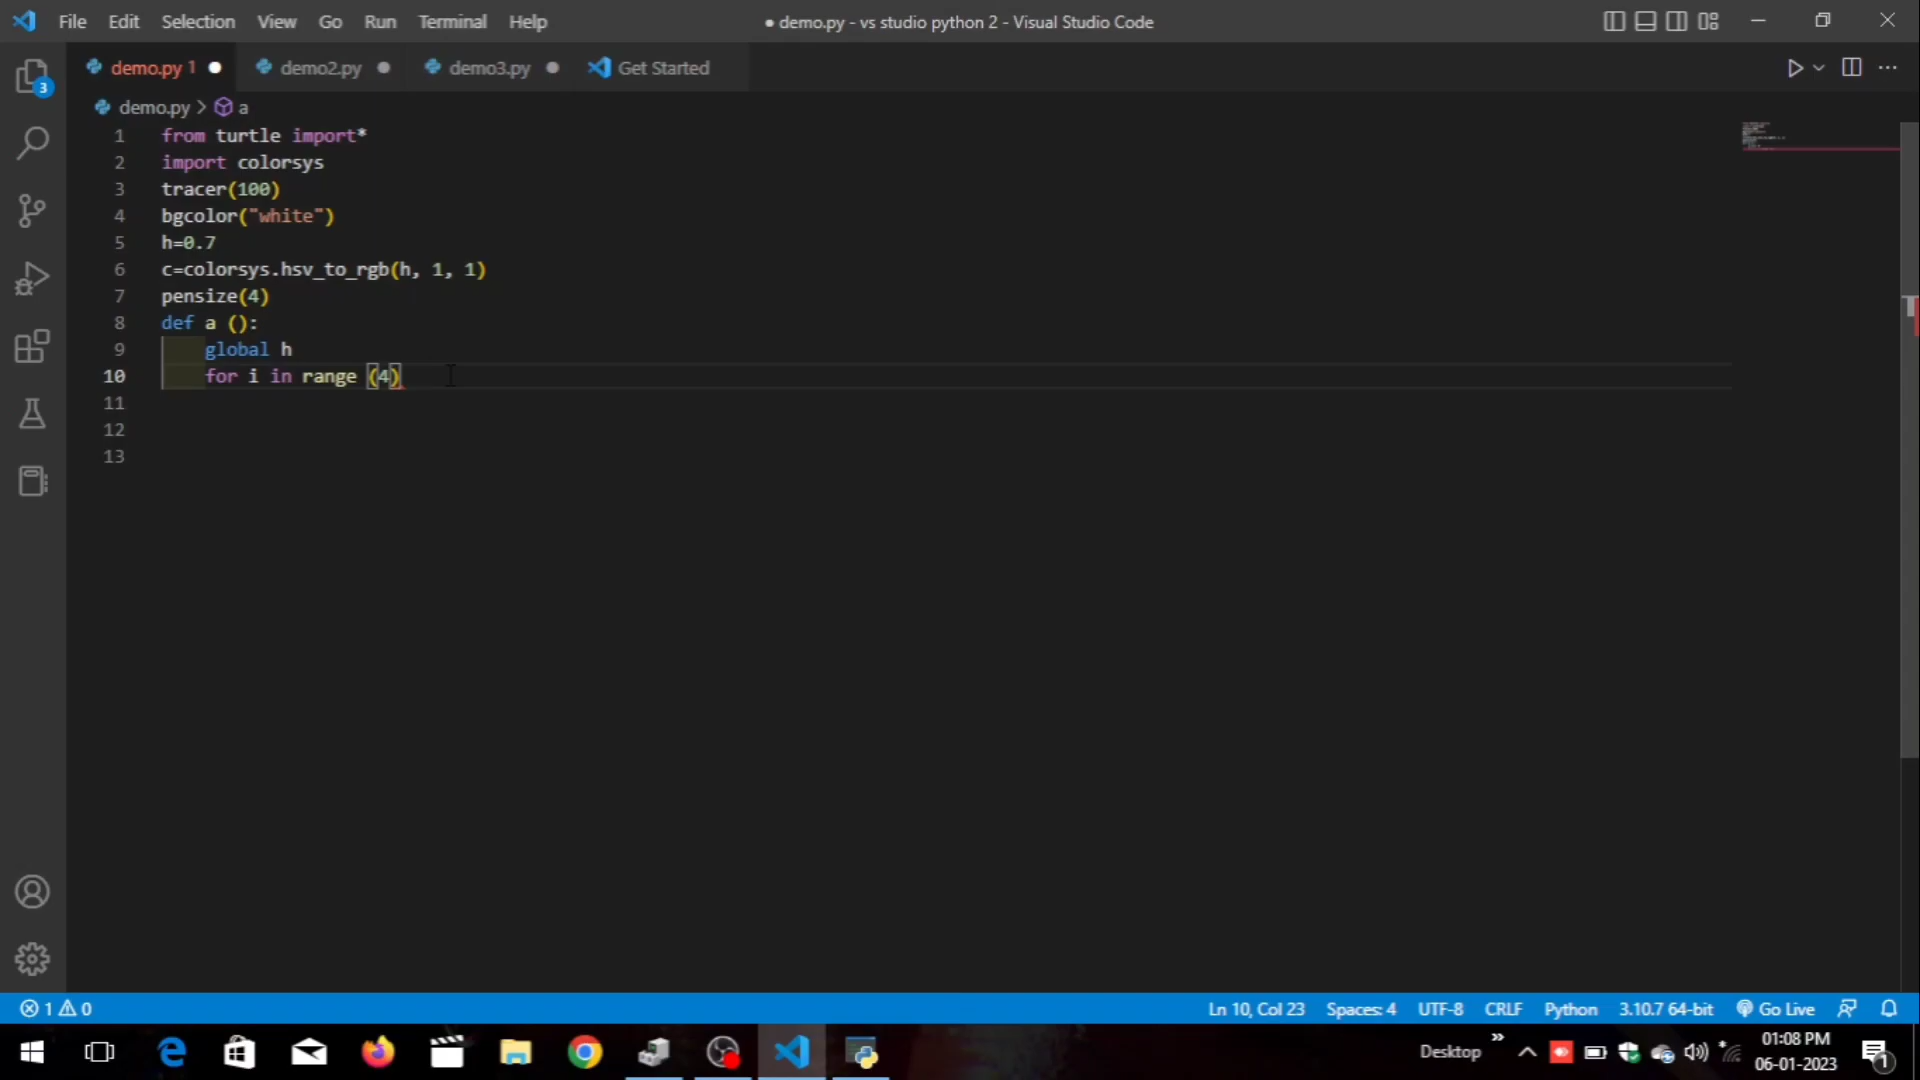 File Edit Selection View Go Run Terminal Help
● demo.py - vs studio python 2 - Visual Studio Code
demo.py 1 ● demo2.py ● demo3.py ● Get Started
demo.py > a
1 from turtle import*
2 import colorsys
3 tracer(100)
4 bgcolor("white")
5 h=0.7
6 c=colorsys.hsv_to_rgb(h, 1, 1)
7 pensize(4)
8 def a ():
9 global h
10 for i in range (4)
11
12
13
3
1 0 Ln 10, Col 23 Spaces: 4 UTF-8 CRLF Python 3.10.7 64-bit Go Live
Desktop » 01:08 PM
06-01-2023
1